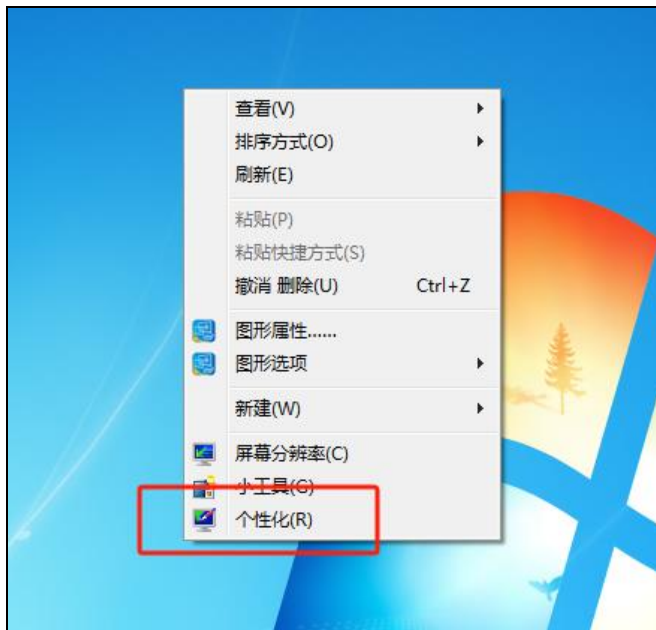 查看(V)
排序方式(O)
刷新(E)
粘贴(P)
粘贴快捷方式(S)
撤消 删除(U) Ctrl+Z
图形属性......
图形选项
新建(W)
屏幕分辨率(C)
小工具(G)
个性化(R)